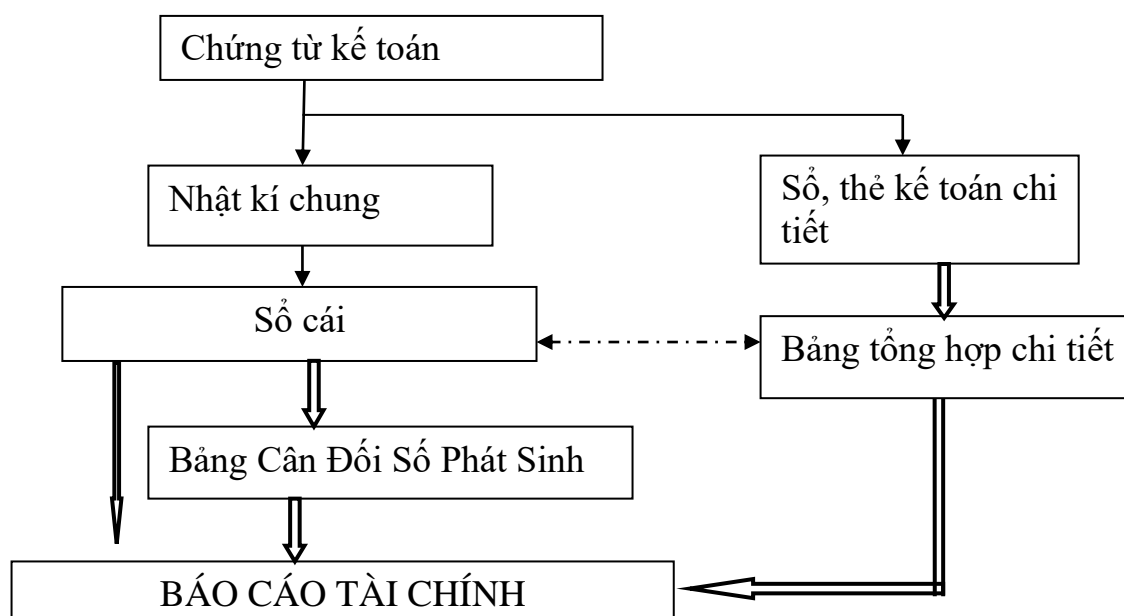 Chứng từ kế toán
Nhật kí chung
Sổ, thẻ kế toán chi
tiết
Sổ cái
Bảng tổng hợp chi tiết
Bảng Cân Đối Số Phát Sinh
BÁO CÁO TÀI CHÍNH